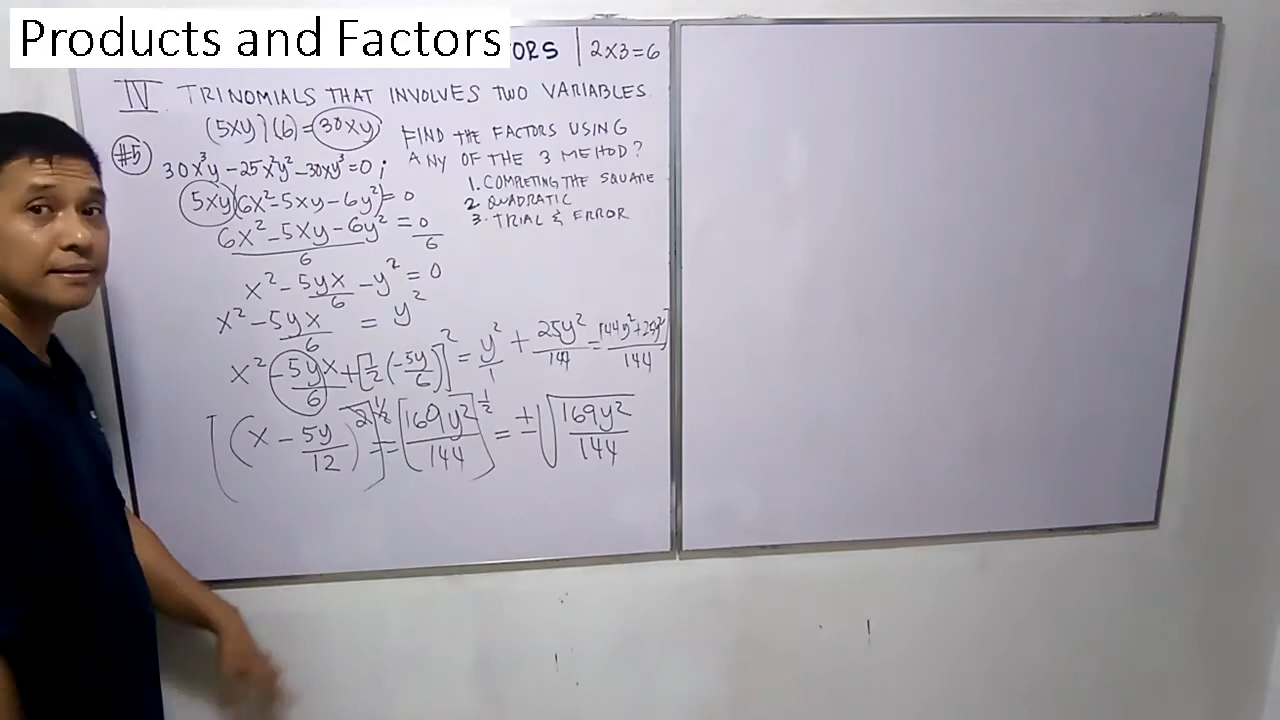 Products and Factors
ORS | 2x3=6
IV TRINOMIALS THAT INVOLVES TWO VARIABLES
(5xy)(6) = 30xy
#5
30x³y - 25x²y² - 30xy³ = 0 ;
5xy(6x² - 5xy - 6y²) = 0
6x² - 5xy - 6y² / 6 = 0 / 6
x² - 5yx/6 - y² = 0
x² - 5yx/6 = y²
x² - 5yx/6 + [1/2(-5y/6)]² = y²/1 + 25y²/144 = [144y² + 25y²]/144
[(x - 5y/12)²]^1/2 = [169y²/144]^1/2 = ±√169y²/144
FIND THE FACTORS USING
ANY OF THE 3 METHOD?
1. COMPLETING THE SQUARE
2. QUADRATIC
3. TRIAL & ERROR